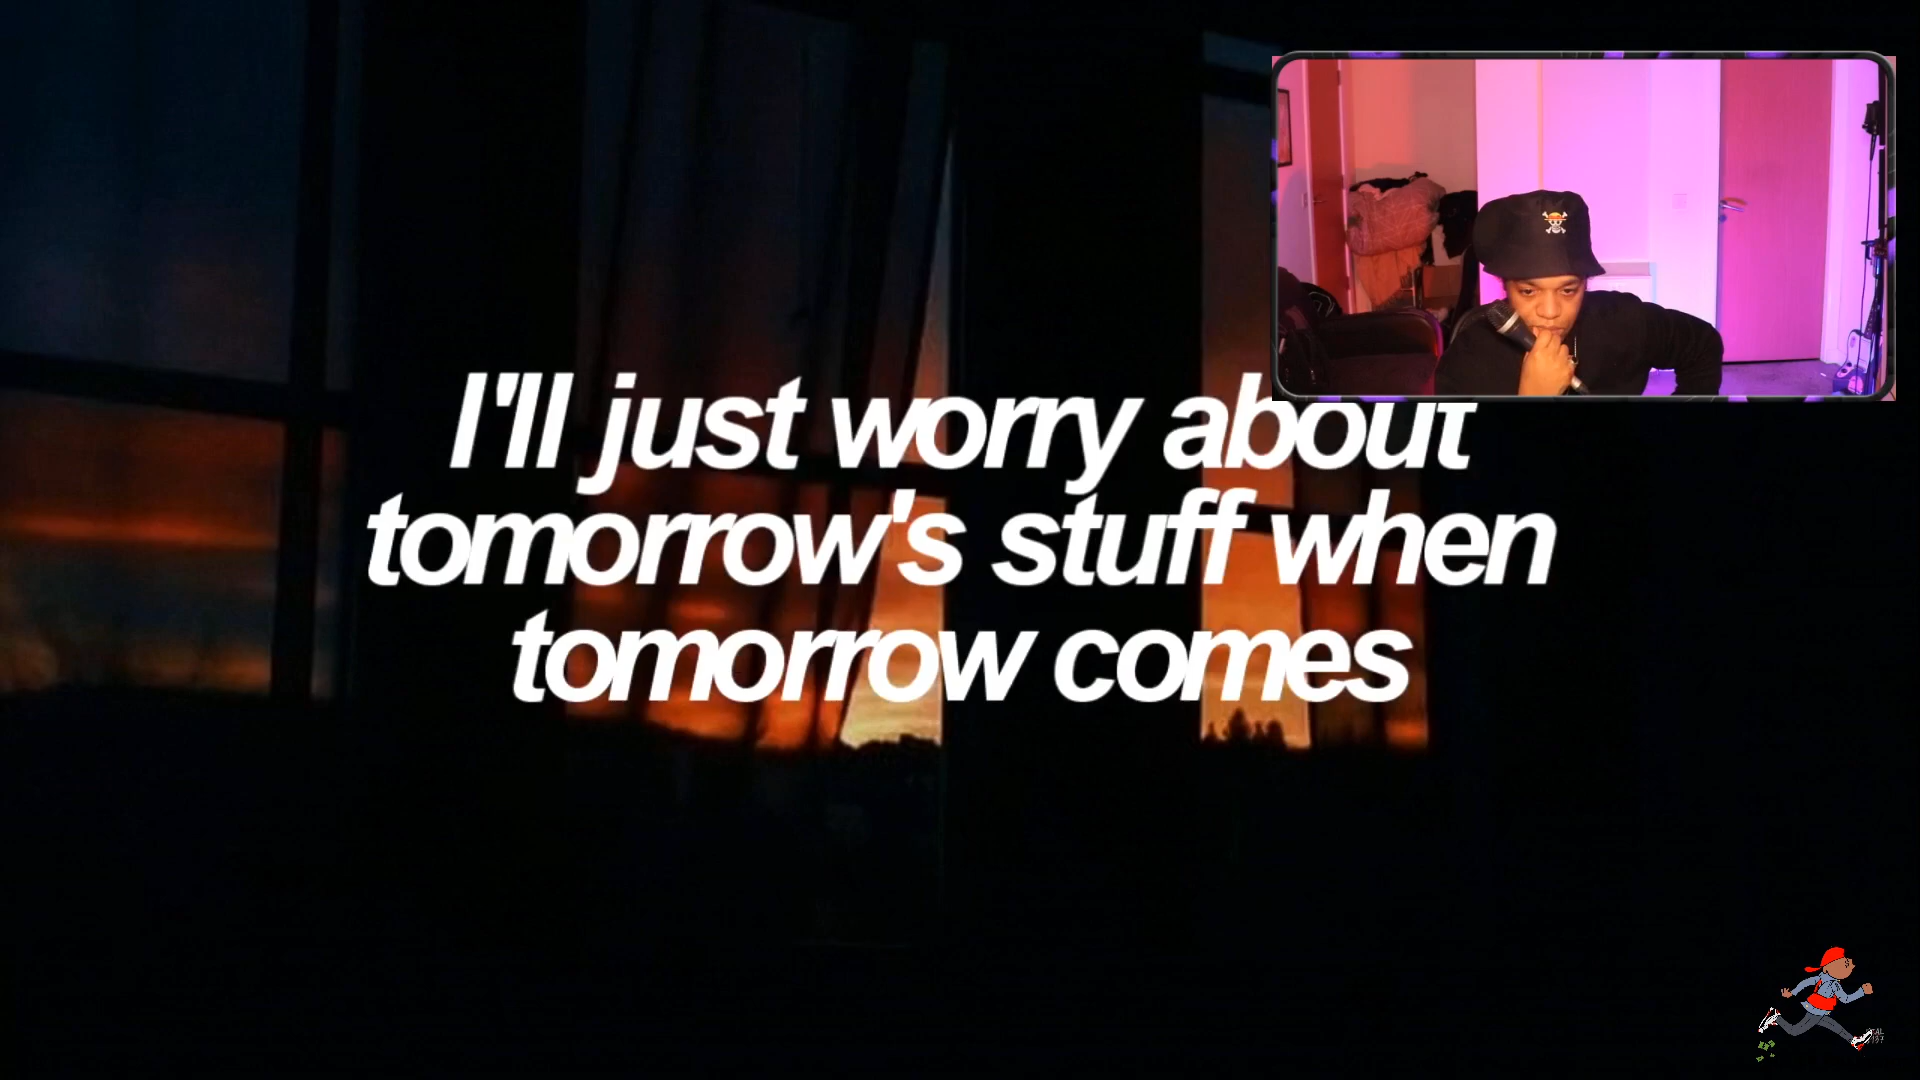 I'll just worry about
tomorrow's stuff when
tomorrow comes